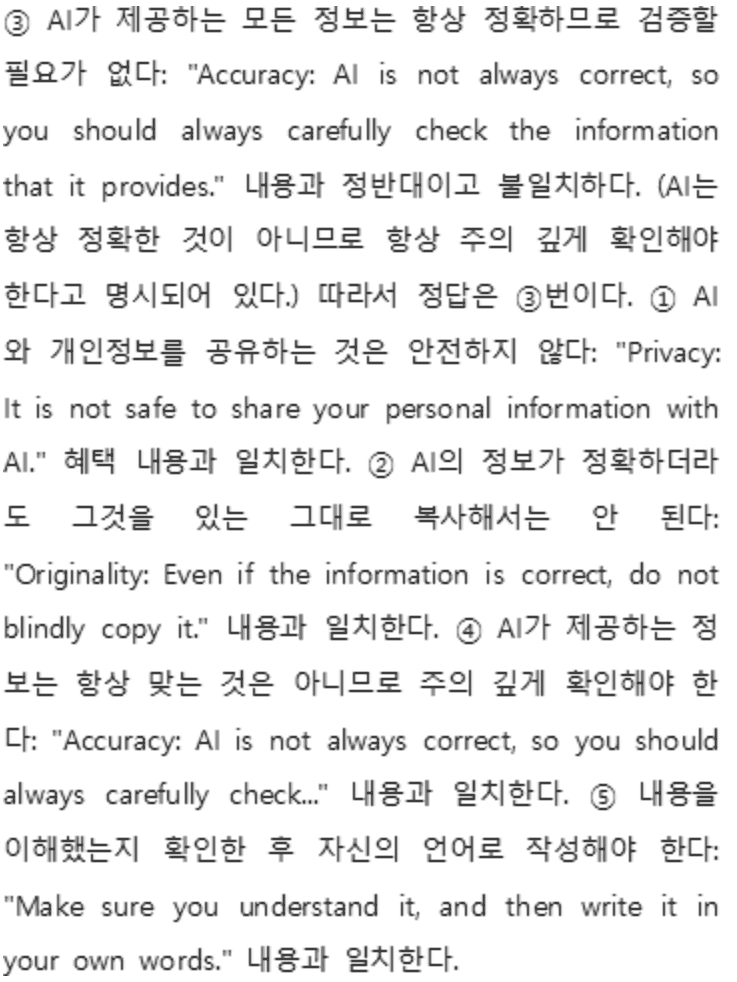 ③ AI가 제공하는 모든 정보는 항상 정확하므로 검증할
필요가 없다: "Accuracy: AI is not always correct, so
you should always carefully check the information
that it provides." 내용과 정반대이고 불일치하다. (AI는
항상 정확한 것이 아니므로 항상 주의 깊게 확인해야
한다고 명시되어 있다.) 따라서 정답은 ③번이다. ① AI
와 개인정보를 공유하는 것은 안전하지 않다: "Privacy:
It is not safe to share your personal information with
AI." 혜택 내용과 일치한다. ② AI의 정보가 정확하더라
도 그것을 있는 그대로 복사해서는 안 된다:
"Originality: Even if the information is correct, do not
blindly copy it." 내용과 일치한다. ④ AI가 제공하는 정
보는 항상 맞는 것은 아니므로 주의 깊게 확인해야 한
다: "Accuracy: AI is not always correct, so you should
always carefully check..." 내용과 일치한다. ⑤ 내용을
이해했는지 확인한 후 자신의 언어로 작성해야 한다:
"Make sure you understand it, and then write it in
your own words." 내용과 일치한다.